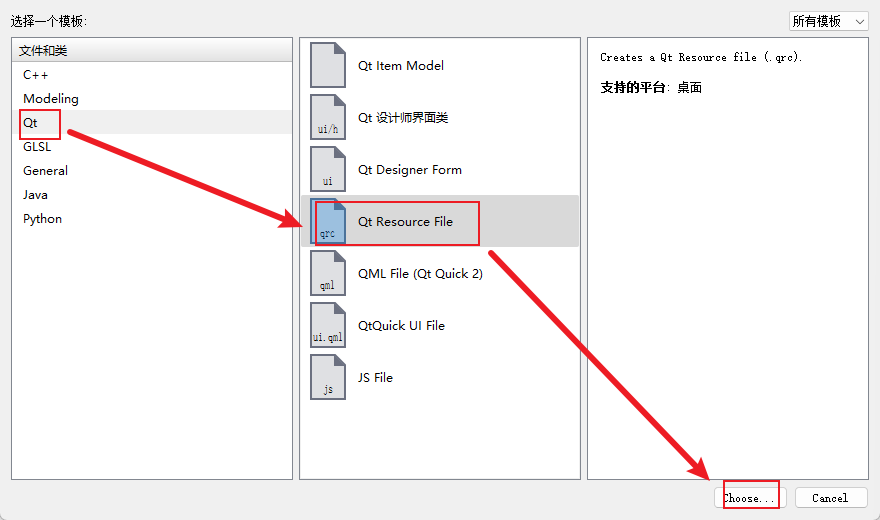 选择一个模板:
所有模板
文件和类
C++
Modeling
Qt
GLSL
General
Java
Python
Qt Item Model
ui/h
Qt 设计师界面类
ui
Qt Designer Form
qrc
Qt Resource File
qml
QML File (Qt Quick 2)
ui.qml
QtQuick UI File
js
JS File
Creates a Qt Resource file (.qrc).
支持的平台: 桌面
Choose...
Cancel